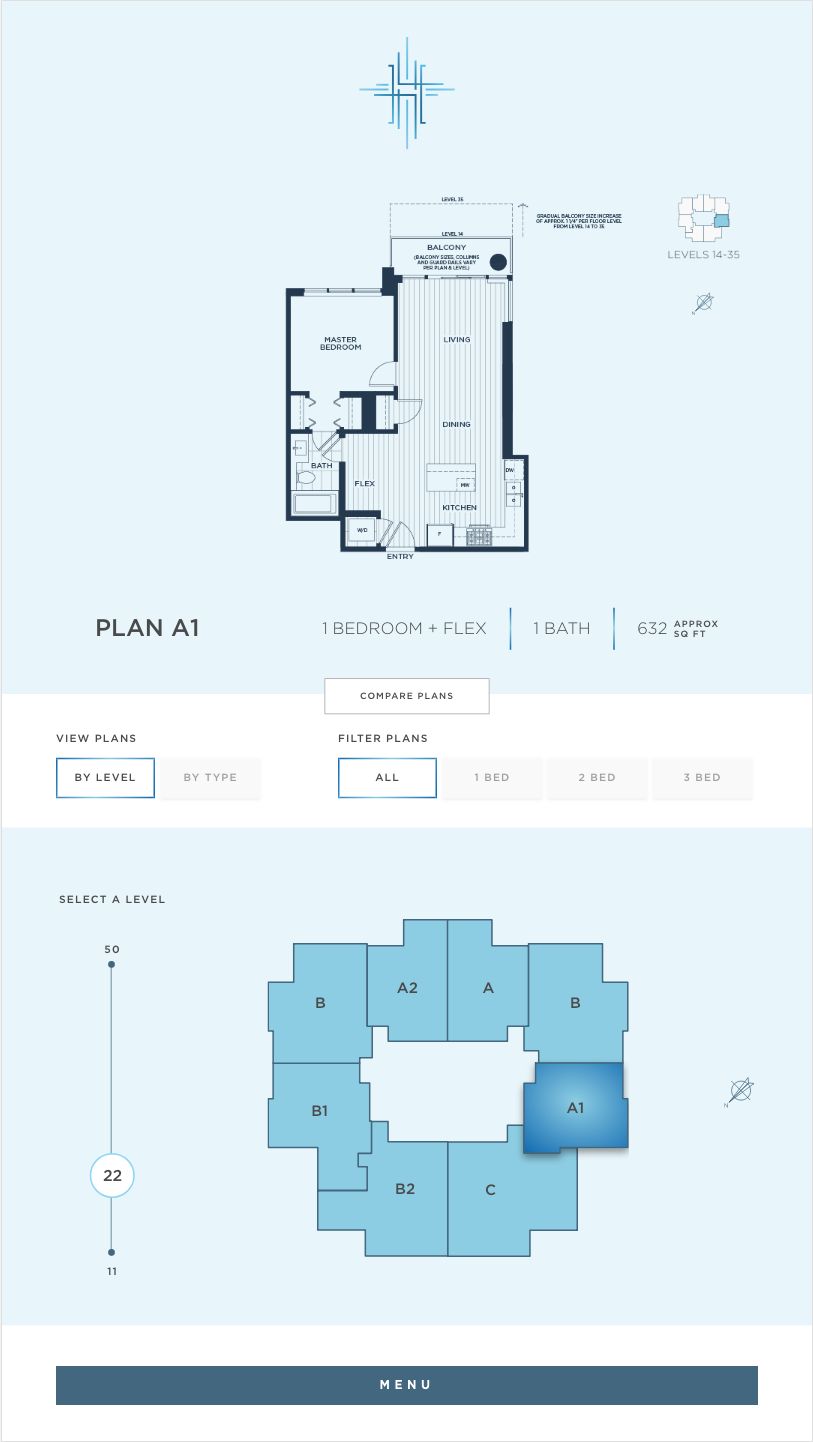 LEVEL 35
GRADUAL BALCONY SIZE INCREASE
OF APPROX. 1 1/4" PER FLOOR LEVEL
FROM LEVEL 14 TO 35
LEVEL 14
BALCONY
(BALCONY SIZES, COLUMNS
AND GUARD RAILS VARY
PER PLAN & LEVEL)
LEVELS 14-35
N
MASTER
BEDROOM
LIVING
DINING
BATH
FLEX
DW
MW
KITCHEN
W/D
F
ENTRY
PLAN A1
1 BEDROOM + FLEX
1 BATH
632 APPROX
SQ FT
COMPARE PLANS
VIEW PLANS
FILTER PLANS
BY LEVEL
BY TYPE
ALL
1 BED
2 BED
3 BED
SELECT A LEVEL
50
22
11
A2
A
B
B
B1
A1
B2
C
N
MENU